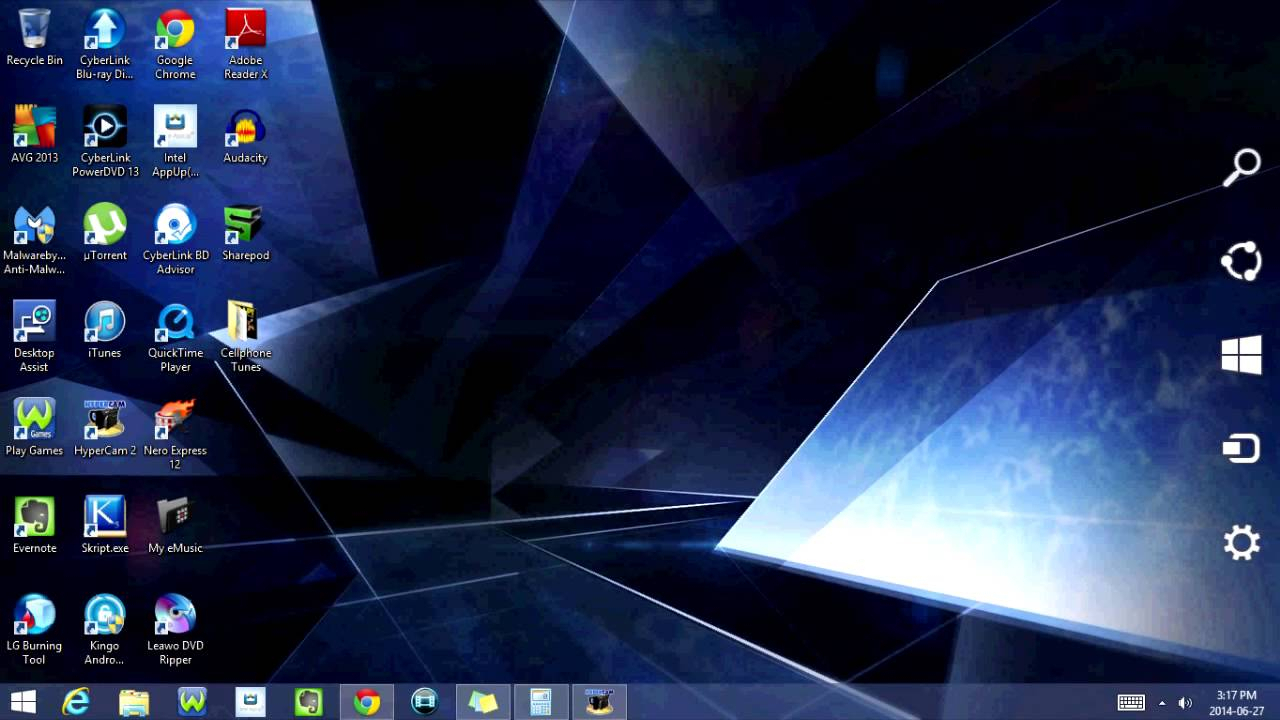 Recycle Bin
CyberLink
Blu-ray Di...
Google
Chrome
Adobe
Reader X
AVG 2013
CyberLink
PowerDVD 13
Intel
AppUp(...
Audacity
Malwareby...
Anti-Malw...
µTorrent
CyberLink BD
Advisor
Sharepod
Desktop
Assist
iTunes
QuickTime
Player
Cellphone
Tunes
Games
Play Games
HYPERCAM
HyperCam 2
Nero Express
12
Evernote
K
Skript.exe
My eMusic
LG Burning
Tool
Kingo
Andro...
Leawo DVD
Ripper
3:17 PM
2014-06-27